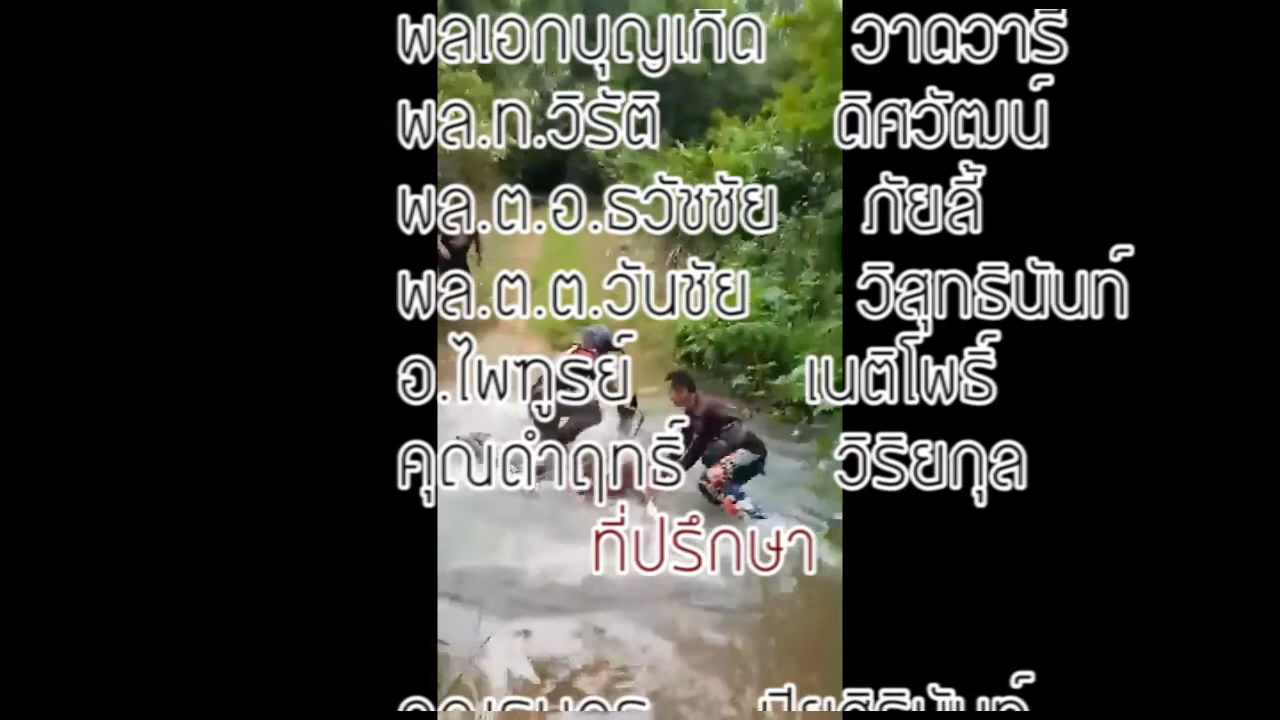 พลเอกบุญเกิด วาดวารี
พล.ท.วิรัติ ดิศวัฒน์
พล.ต.อ.ธวัชชัย ภัยลี้
พล.ต.ต.วันชัย วิสุทธินันท์
อ.ไพฑูรย์ เนติโพธิ์
คุณดำฤทธิ์ วิริยกุล
ที่ปรึกษา